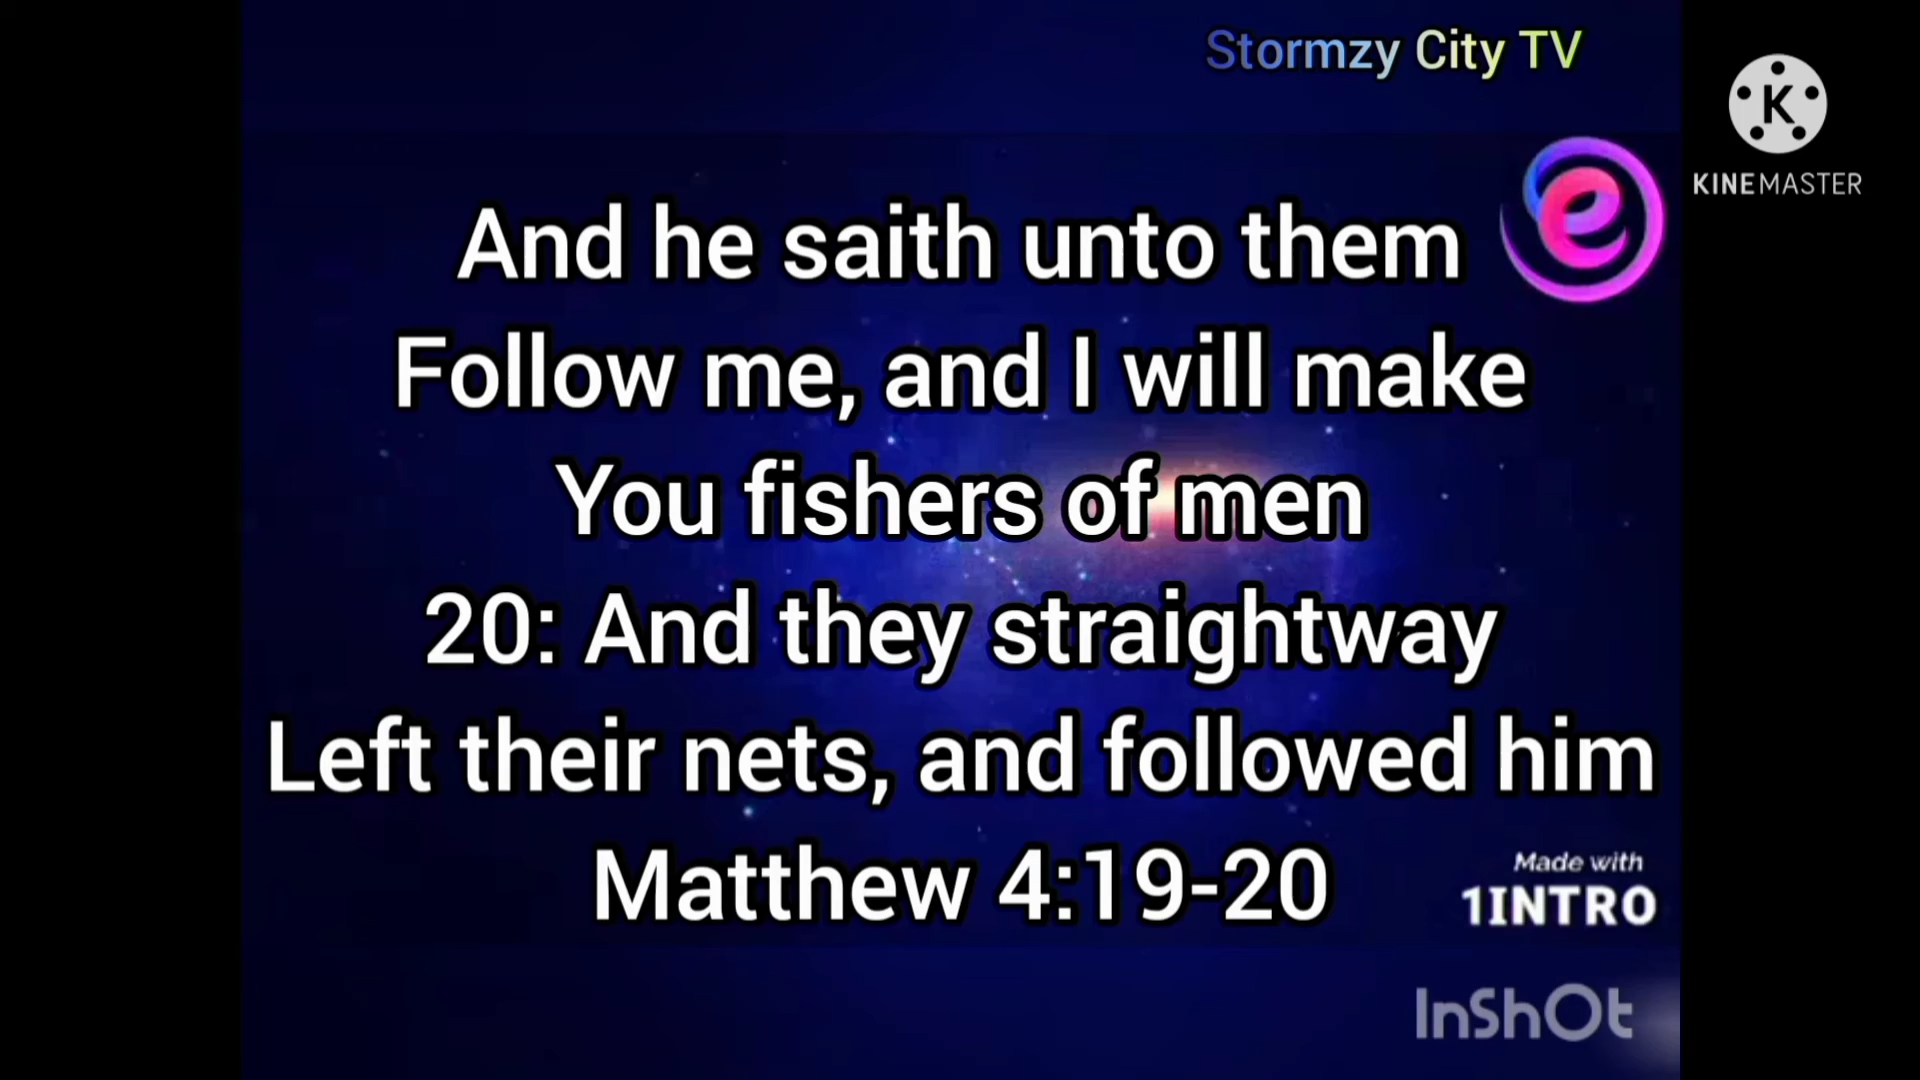 Stormzy City TV
K
KINEMASTER
e
And he saith unto them
Follow me, and I will make
You fishers of men
20: And they straightway
Left their nets, and followed him
Matthew 4:19-20
Made with
1INTRO
InShOt